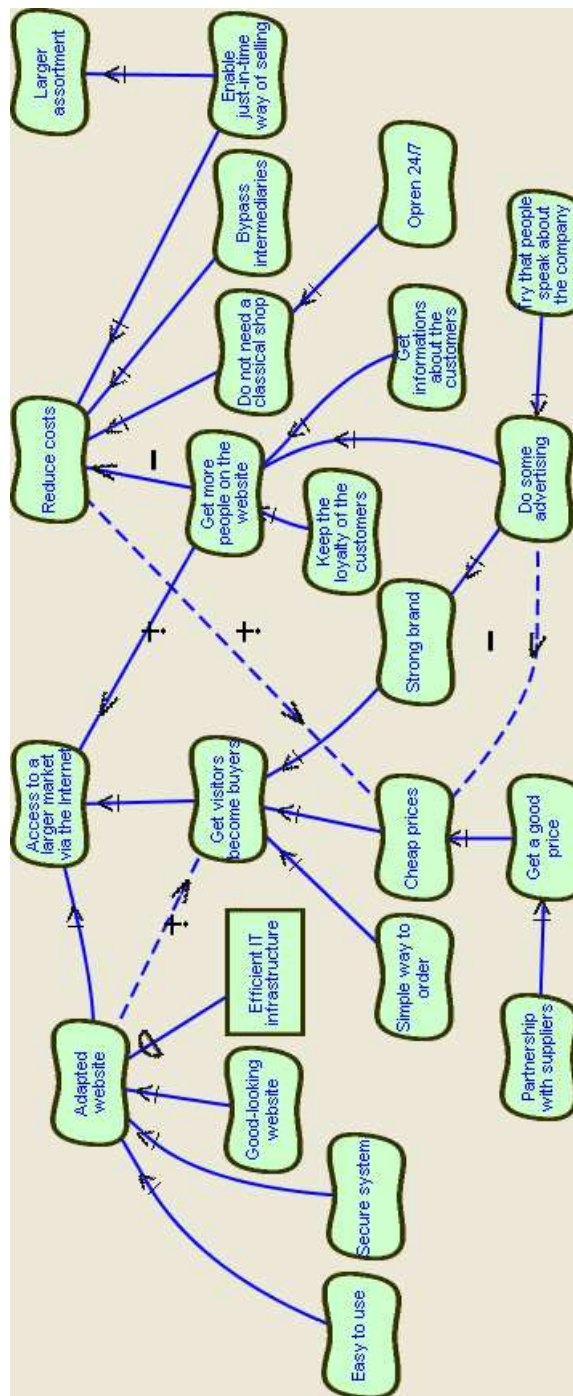 Adapted
website
Access to a
larger market
via the Internet
Reduce costs
Larger
assortment
Easy to use
Secure system
Good-looking
website
Efficient IT
infrastructure
Get visitors
become buyers
Get more
people on the
website
Do not need a
classical shop
Bypass
intermediaries
Enable
just-in-time
way of selling
Simple way to
order
Cheap prices
Strong brand
Keep the
loyalty of the
customers
Get
informations
about the
customers
Opren 24/7
Partnership
with suppliers
Get a good
price
Do some
advertising
Try that people
speak about
the company